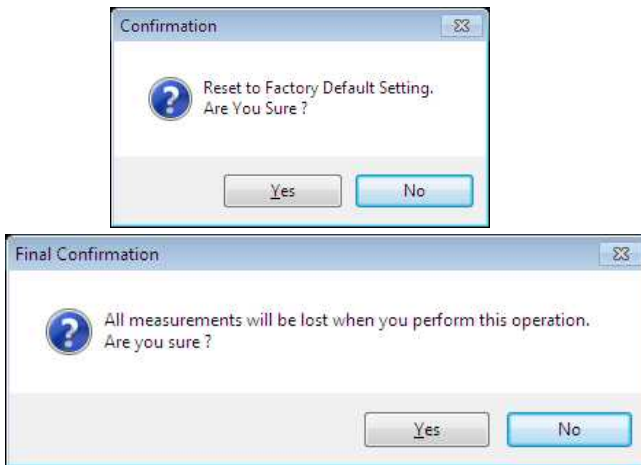 Confirmation
Reset to Factory Default Setting.
Are You Sure ?
Yes No
Final Confirmation
All measurements will be lost when you perform this operation.
Are you sure ?
Yes No